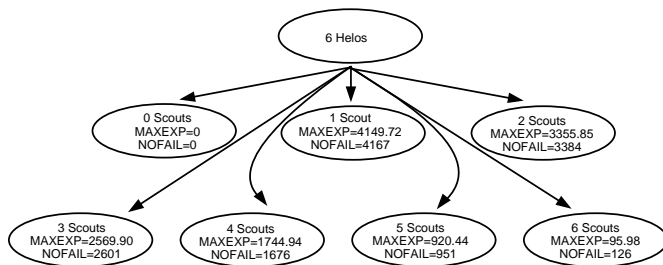 6 Helos
0 Scouts
MAXEXP=0
NOFAIL=0
1 Scout
MAXEXP=4149.72
NOFAIL=4167
2 Scouts
MAXEXP=3355.85
NOFAIL=3384
3 Scouts
MAXEXP=2569.90
NOFAIL=2601
4 Scouts
MAXEXP=1744.94
NOFAIL=1676
5 Scouts
MAXEXP=920.44
NOFAIL=951
6 Scouts
MAXEXP=95.98
NOFAIL=126